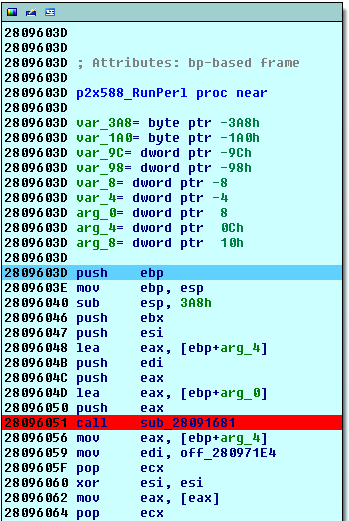 2809603D
2809603D
2809603D ; Attributes: bp-based frame
2809603D
2809603D p2x588_RunPerl proc near
2809603D
2809603D var_3A8= byte ptr -3A8h
2809603D var_1A0= byte ptr -1A0h
2809603D var_9C= dword ptr -9Ch
2809603D var_98= dword ptr -98h
2809603D var_8= dword ptr -8
2809603D var_4= dword ptr -4
2809603D arg_0= dword ptr  8
2809603D arg_4= dword ptr  0Ch
2809603D arg_8= dword ptr  10h
2809603D
2809603D push    ebp
2809603E mov     ebp, esp
28096040 sub     esp, 3A8h
28096046 push    ebx
28096047 push    esi
28096048 lea     eax, [ebp+arg_4]
2809604B push    edi
2809604C push    eax
2809604D lea     eax, [ebp+arg_0]
28096050 push    eax
28096051 call    sub_28091681
28096056 mov     eax, [ebp+arg_4]
28096059 mov     edi, off_280971E4
2809605F pop     ecx
28096060 xor     esi, esi
28096062 mov     eax, [eax]
28096064 pop     ecx